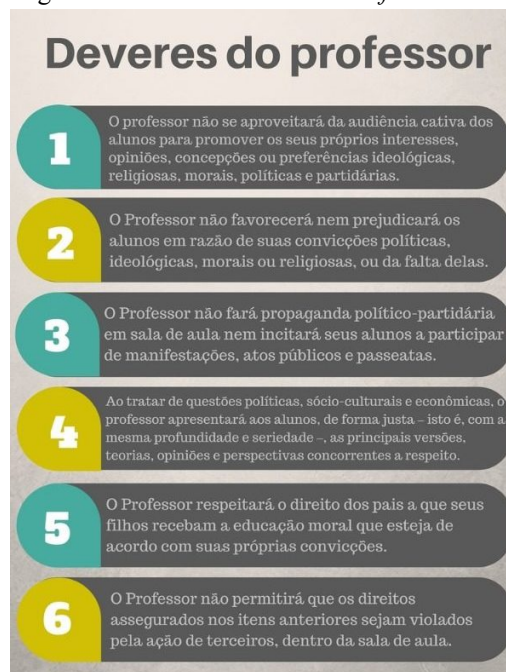 Deveres do professor
1
O professor não se aproveitará da audiência cativa dos
alunos para promover os seus próprios interesses,
opiniões, concepções ou preferências ideológicas,
religiosas, morais, políticas e partidárias.
2
O Professor não favorecerá nem prejudicará os
alunos em razão de suas convicções políticas,
ideológicas, morais ou religiosas, ou da falta delas.
3
O Professor não fará propaganda político-partidária
em sala de aula nem incitará seus alunos a participar
de manifestações, atos públicos e passeatas.
4
Ao tratar de questões políticas, sócio-culturais e econômicas, o
professor apresentará aos alunos, de forma justa – isto é, com a
mesma profundidade e seriedade –, as principais versões,
teorias, opiniões e perspectivas concorrentes a respeito.
5
O Professor respeitará o direito dos pais a que seus
filhos recebam a educação moral que esteja de
acordo com suas próprias convicções.
6
O Professor não permitirá que os direitos
assegurados nos itens anteriores sejam violados
pela ação de terceiros, dentro da sala de aula.